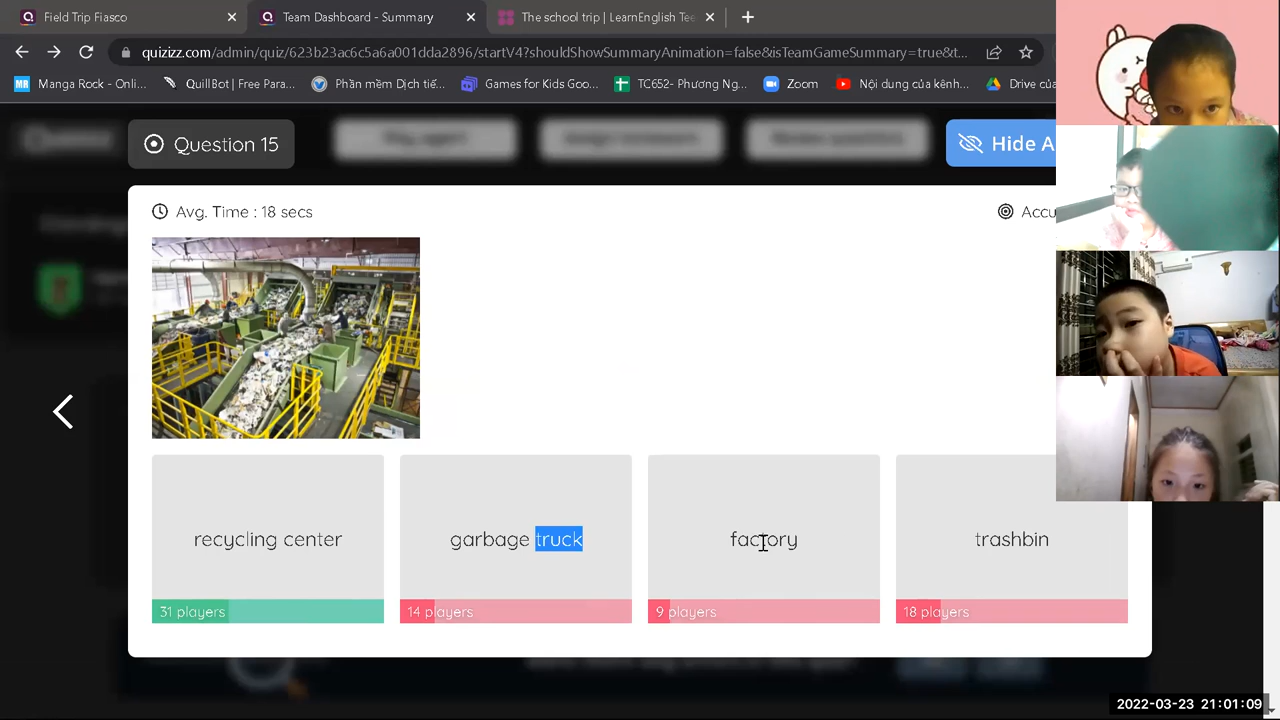 Field Trip Fiasco
Team Dashboard - Summary
The school trip | LearnEnglish Tee
quizizz.com/admin/quiz/623b23ac6c5a6a001dda2896/startV4?shouldShowSummaryAnimation=false&isTeamGameSummary=true&t...
MR Manga Rock - Onli...
QuillBot | Free Para...
Phần mềm Dịch
Games for Kids Goo...
TC652- Phương Ng...
Zoom
Nội dung của kênh...
Drive củ
Question 15
Hide A
Avg. Time : 18 secs
Accu
recycling center
garbage truck
factory
trashbin
31 players
14 players
9 players
18 players
2022-03-23 21:01:09